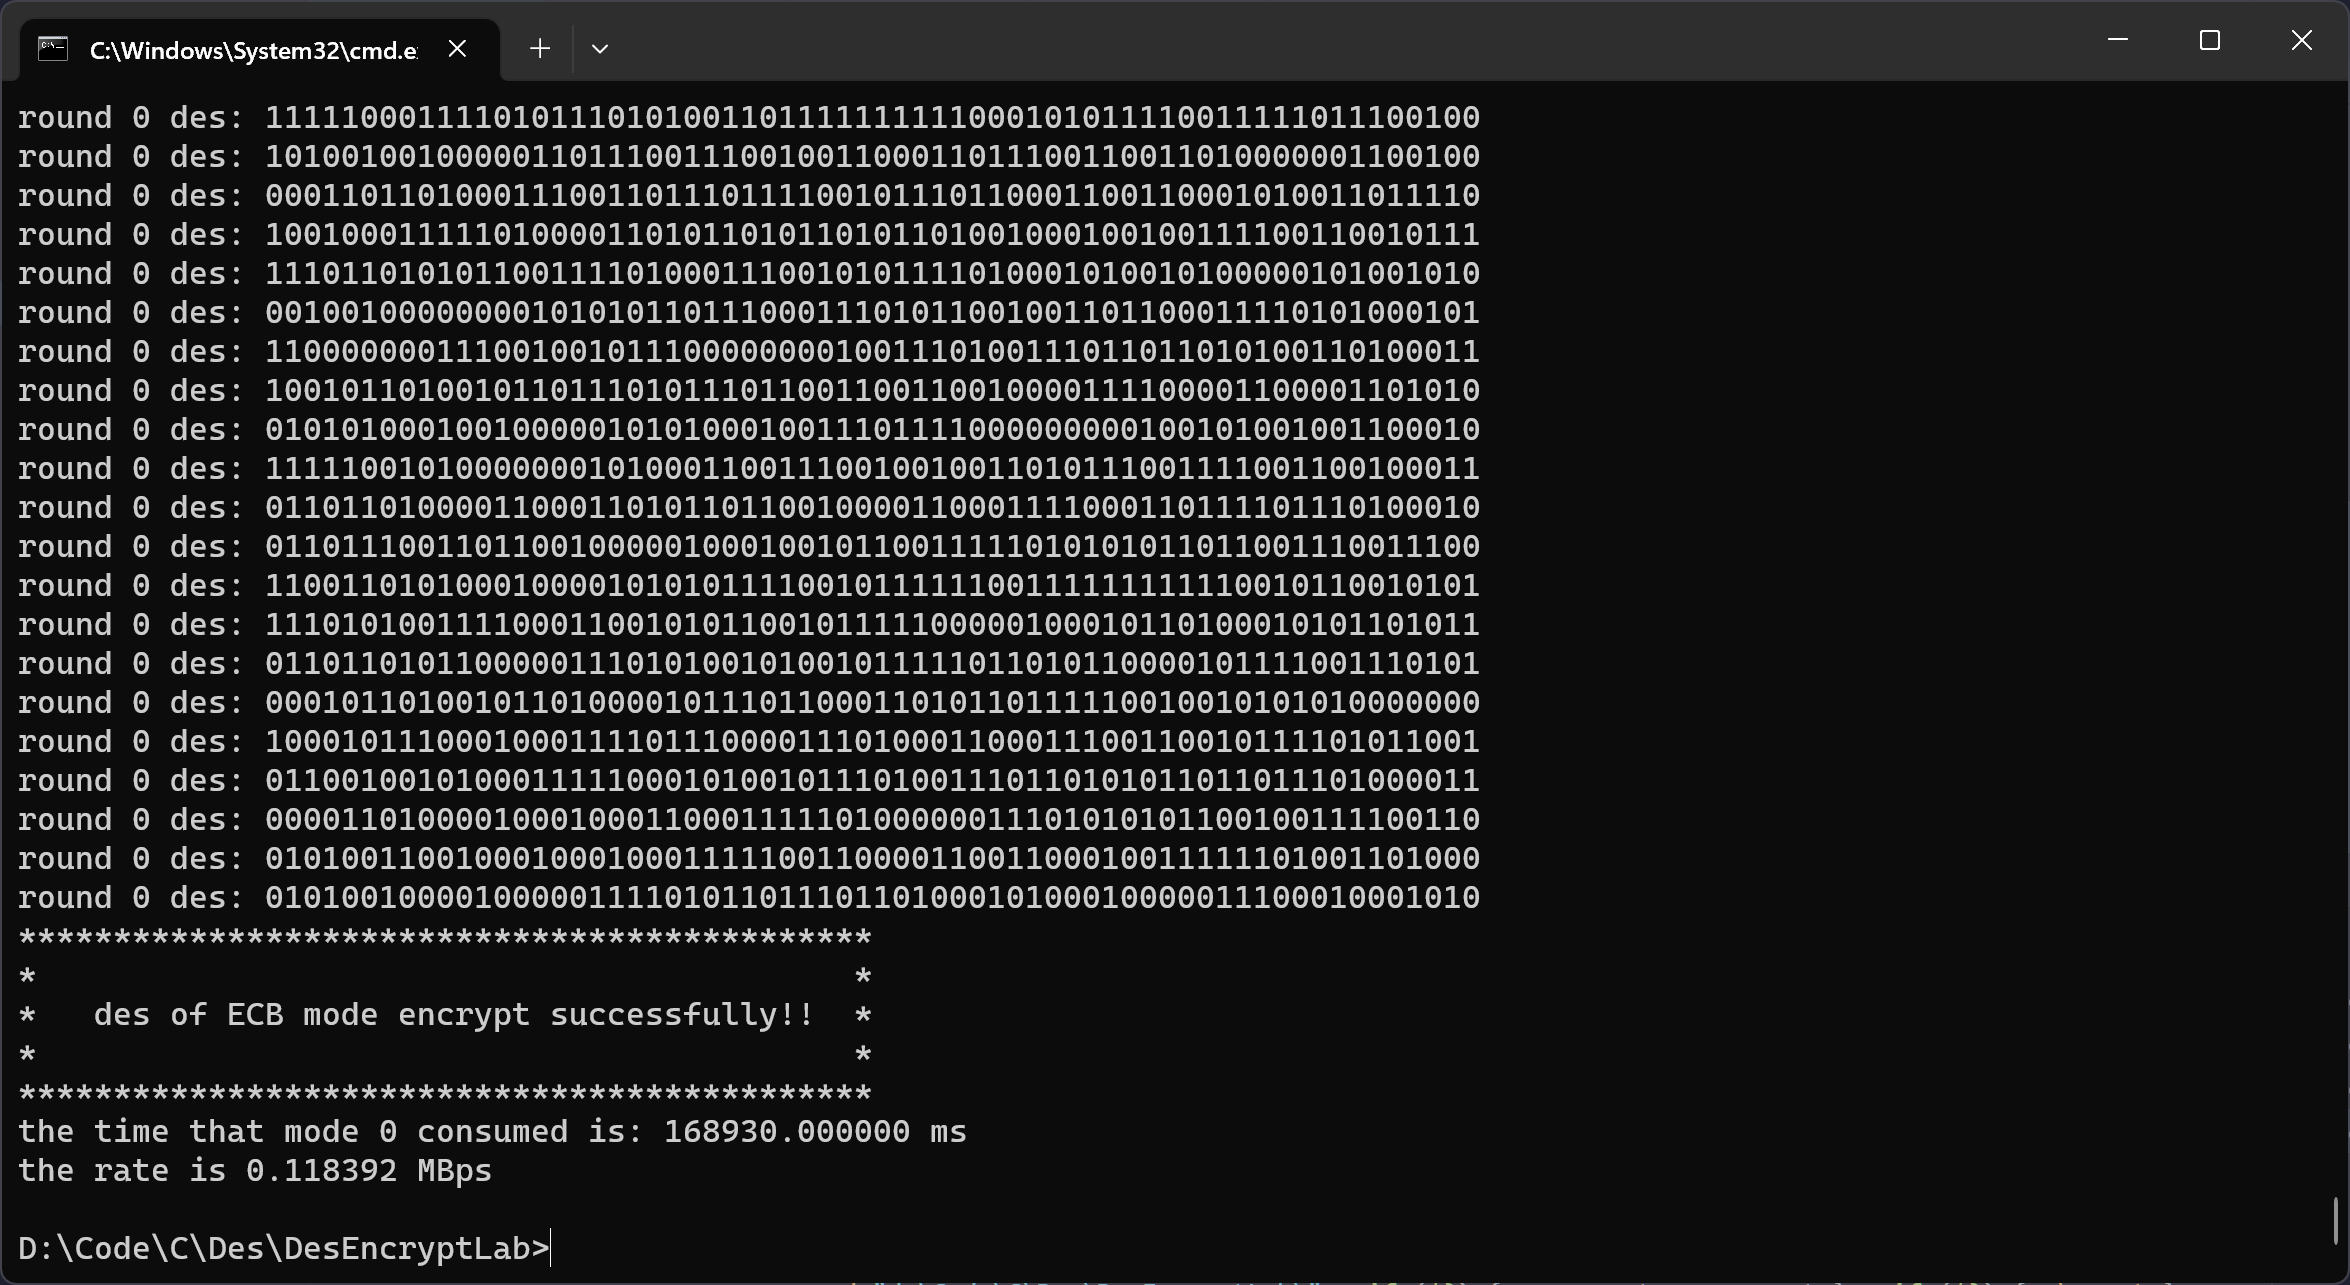 C:\Windows\System32\cmd.e
round 0 des: 1111100011110101110101001101111111111000101011110011111011100100
round 0 des: 1010010010000011011100111001001100011011100110011010000001100100
round 0 des: 0001101101000111001101110111100101110110001100110001010011011110
round 0 des: 1001000111110100001101011010110101101001000100100111100110010111
round 0 des: 1110110101011001111010001110010101111010001010010100000101001010
round 0 des: 0010010000000010101011011100011101011001001101100011110101000101
round 0 des: 1100000001110010010111000000001001110100111011011010100110100011
round 0 des: 1001011010010110111010111011001100110010000111100001100001101010
round 0 des: 0101010001001000001010100010011101111000000000100101001001100010
round 0 des: 1111100101000000010100011001110010010011010111001111001100100011
round 0 des: 0110110100001100011010110110010000110001111000110111101110100010
round 0 des: 0110111001101100100000100010010110011111010101011011001110011100
round 0 des: 1100110101000100001010101111001011111100111111111110010110010101
round 0 des: 1110101001111000110010101100101111100000100010110100010101101011
round 0 des: 0110110101100000111010100101001011111011010110000101111001110101
round 0 des: 0001011010010110100001011101100011010110111110010010101010000000
round 0 des: 1000101110001000111101110000111010001100011100110010111101011001
round 0 des: 0110010010100011111000101001011101001110110101011011011101000011
round 0 des: 0000110100001000100011000111110100000011101010101100100111100110
round 0 des: 0101001100100010001000111110011000011001100010011111101001101000
round 0 des: 0101001000010000011110101101110110100010100010000011100010001010
*********************************************
*                                           *
*   des of ECB mode encrypt successfully!!  *
*                                           *
*********************************************
the time that mode 0 consumed is: 168930.000000 ms
the rate is 0.118392 MBps
D:\Code\C\Des\DesEncryptLab>